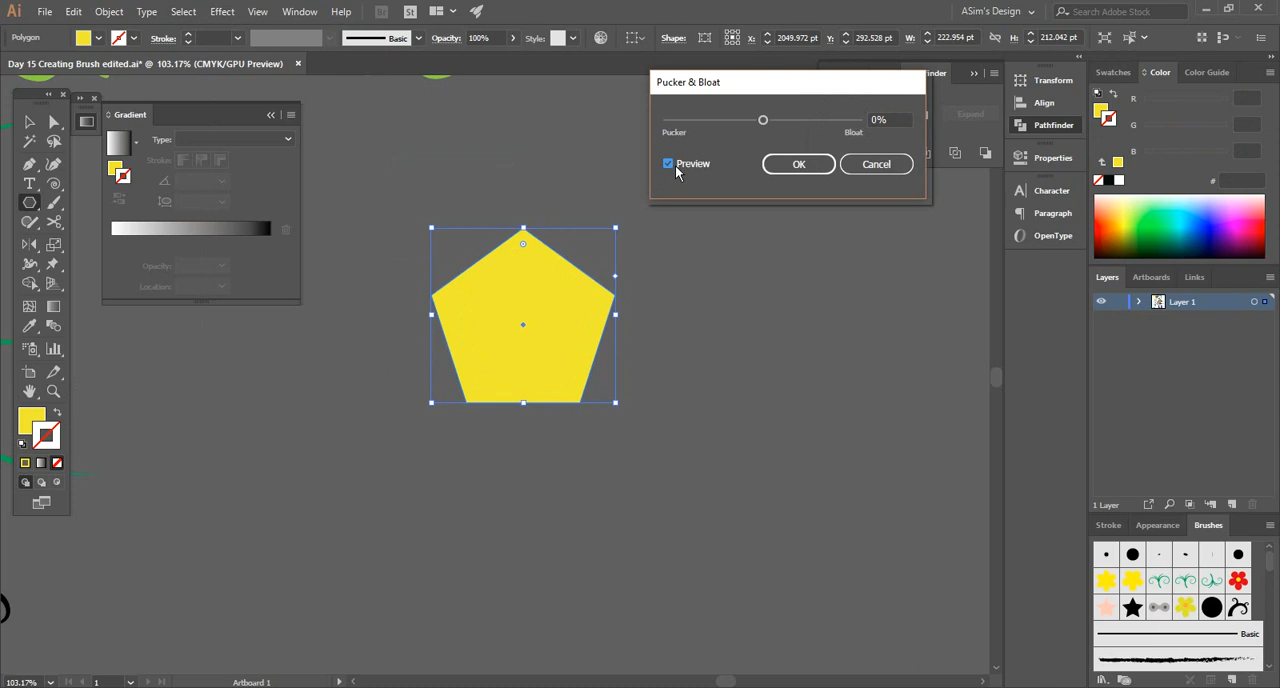 Ai File Edit Object Type Select Effect View Window Help Br St ASim's Design Search Adobe Stock
Polygon Stroke: Basic Opacity: 100% Style: Shape: X: 2049.972 pt Y: 292.528 pt W: 222.954 pt H: 212.042 pt
Day 15 Creating Brush edited.ai* @ 103.17% (CMYK/GPU Preview)
Gradient
Type:
Stroke:
Opacity:
Location:
Pucker & Bloat
0%
Pucker Bloat
Preview OK Cancel
Expand
Transform
Align
Pathfinder
Properties
Character
Paragraph
OpenType
Swatches Color Color Guide
R
G
B
#
Layers Artboards Links
Layer 1
1 Layer
Stroke Appearance Brushes
Basic
103.17% 1 Artboard 1